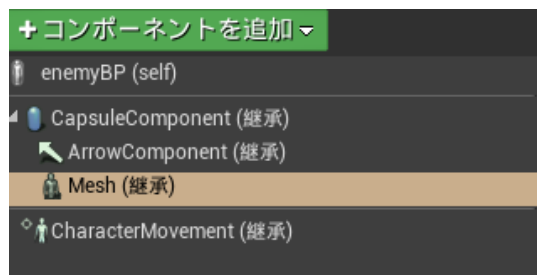 +コンポーネントを追加
enemyBP (self)
CapsuleComponent (継承)
ArrowComponent (継承)
Mesh (継承)
CharacterMovement (継承)